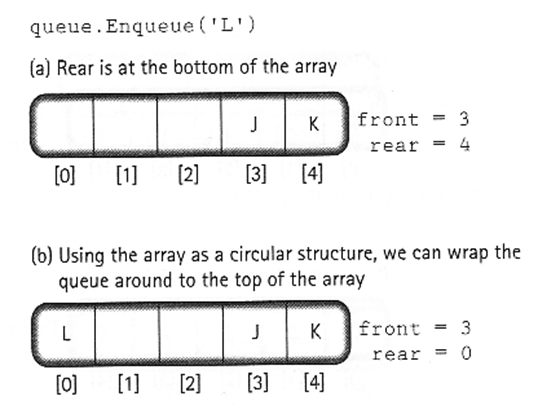 queue.Enqueue('L')
(a) Rear is at the bottom of the array
J K front = 3
rear = 4
[0] [1] [2] [3] [4]
(b) Using the array as a circular structure, we can wrap the
queue around to the top of the array
L J K front = 3
rear = 0
[0] [1] [2] [3] [4]